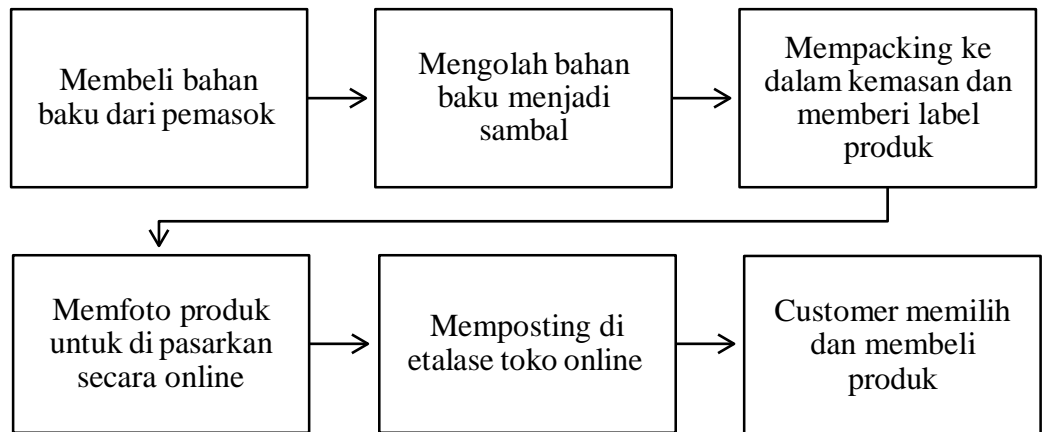 Membeli bahan
baku dari pemasok
Mengolah bahan
baku menjadi
sambal
Mempacking ke
dalam kemasan dan
memberi label
produk
Memfoto produk
untuk di pasarkan
secara online
Memposting di
etalase toko online
Customer memilih
dan membeli
produk